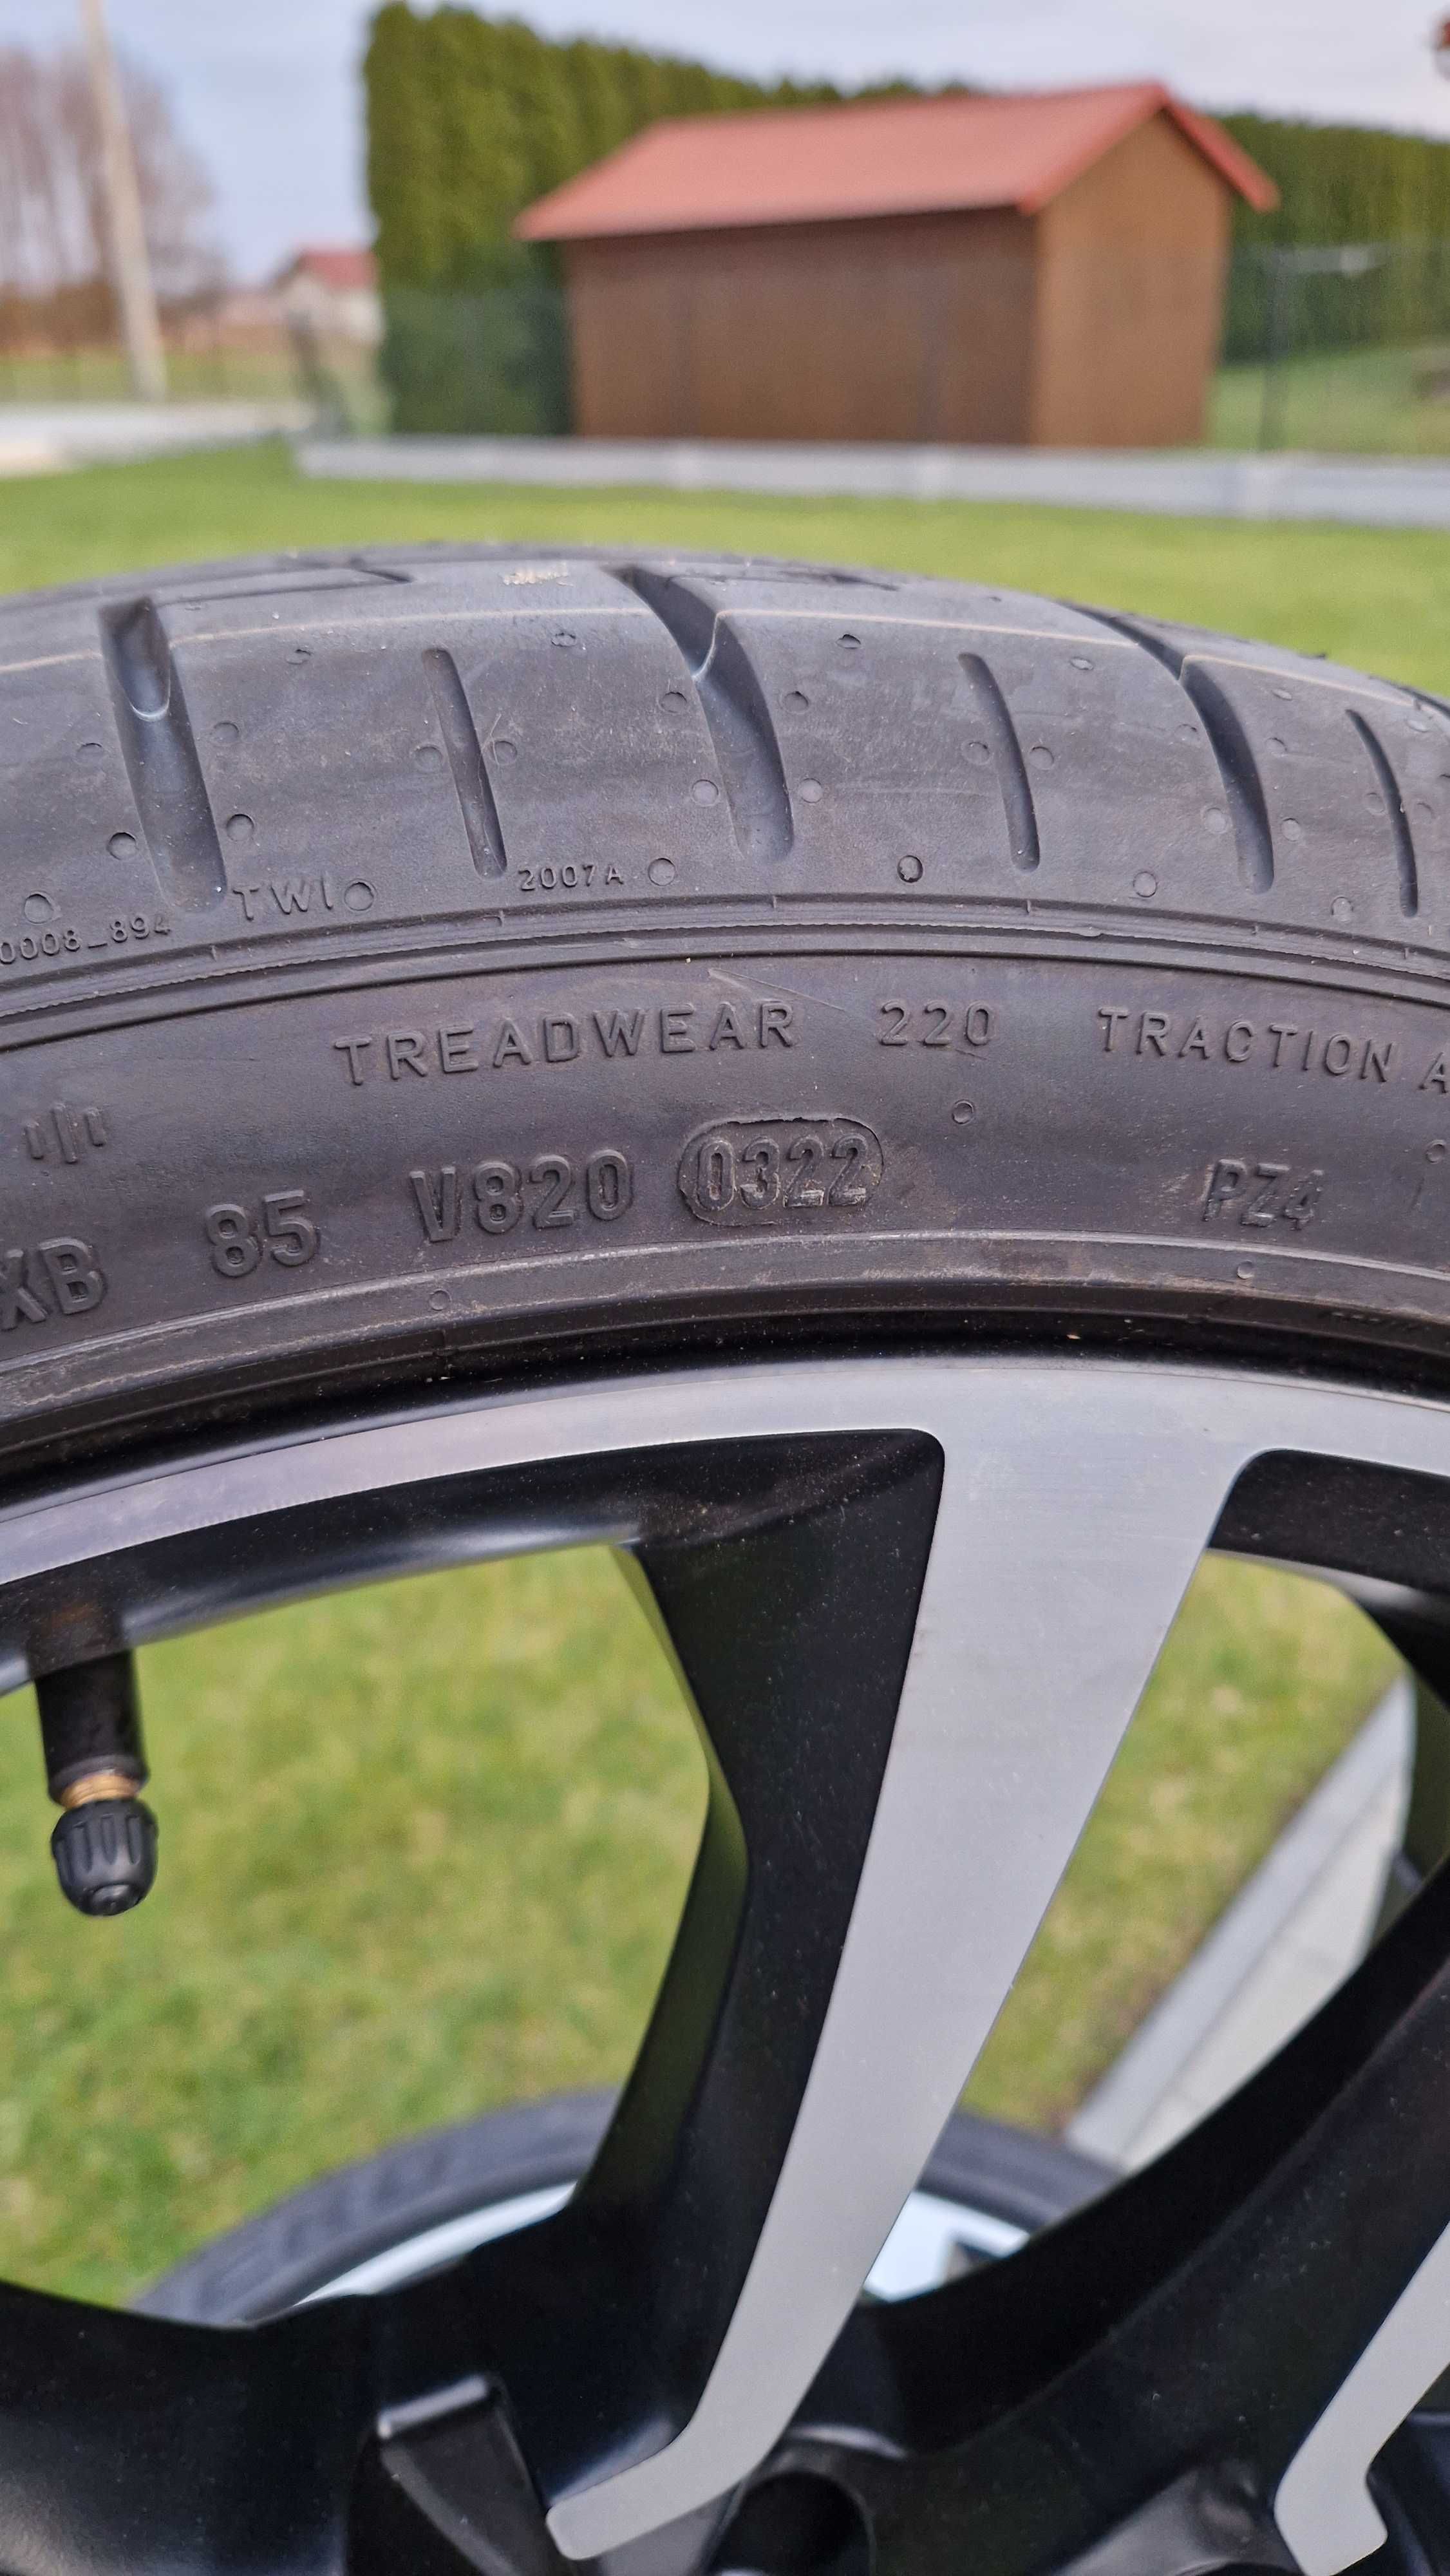 TWI 2007A
0008_894
TREADWEAR 220 TRACTION A
XB 85 V820 0322 PZ4